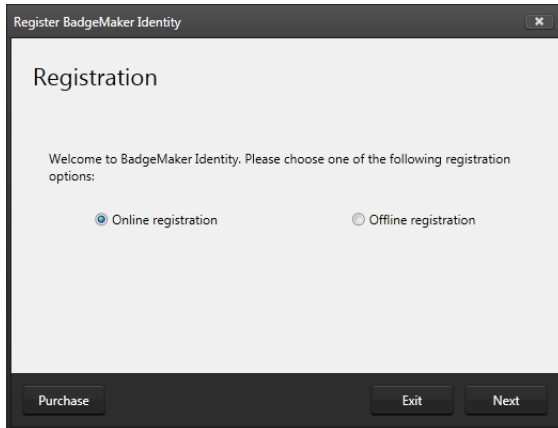 Register BadgeMaker Identity
Registration
Welcome to BadgeMaker Identity. Please choose one of the following registration
options:
Online registration
Offline registration
Purchase
Exit
Next